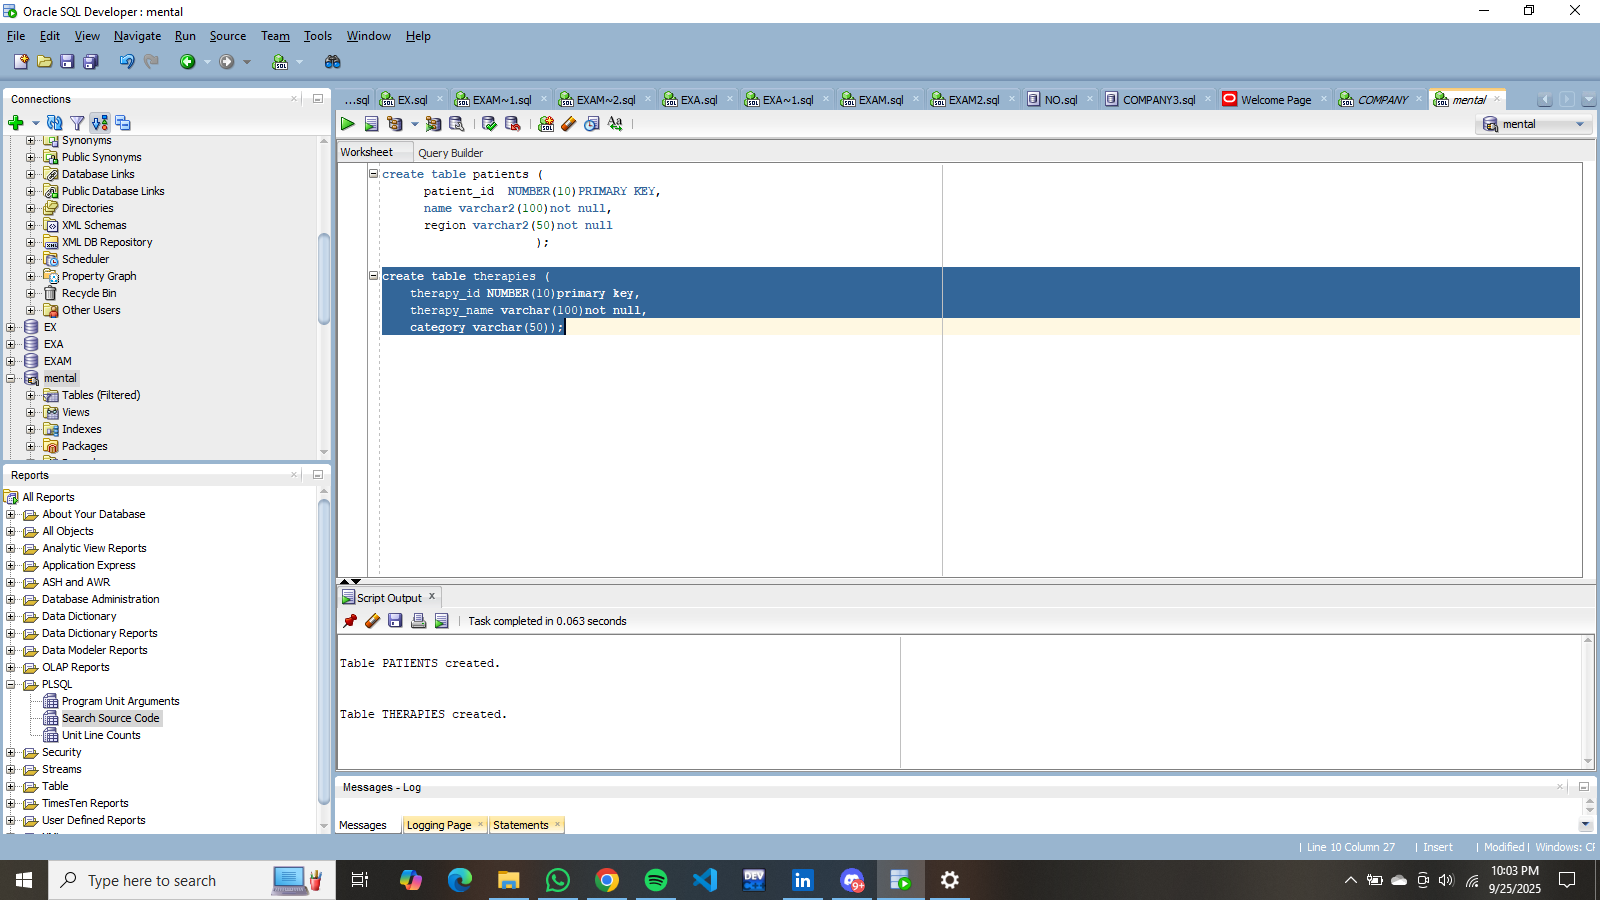 Oracle SQL Developer : mental
File Edit View Navigate Run Source Team Tools Window Help
Connections
Synonyms
Public Synonyms
Database Links
Public Database Links
Directories
XML Schemas
XML DB Repository
Scheduler
Property Graph
Recycle Bin
Other Users
EX
EXA
EXAM
mental
Tables (Filtered)
Views
Indexes
Packages
Reports
All Reports
About Your Database
All Objects
Analytic View Reports
Application Express
ASH and AWR
Database Administration
Data Dictionary
Data Dictionary Reports
Data Modeler Reports
OLAP Reports
PLSQL
Program Unit Arguments
Search Source Code
Unit Line Counts
Security
Streams
Table
TimesTen Reports
User Defined Reports
...sql EX.sql EXAM~1.sql EXAM~2.sql EXA.sql EXA~1.sql EXAM.sql EXAM2.sql NO.sql COMPANY3.sql Welcome Page COMPANY mental
mental
Worksheet Query Builder
create table patients (
patient_id NUMBER(10)PRIMARY KEY,
name varchar2(100)not null,
region varchar2(50)not null
);
create table therapies (
therapy_id NUMBER(10)primary key,
therapy_name varchar(100)not null,
category varchar(50));
Script Output
Task completed in 0.063 seconds
Table PATIENTS created.
Table THERAPIES created.
Messages - Log
Messages Logging Page Statements
Line 10 Column 27 Insert Modified Windows: CR
Type here to search
10:03 PM
9/25/2025